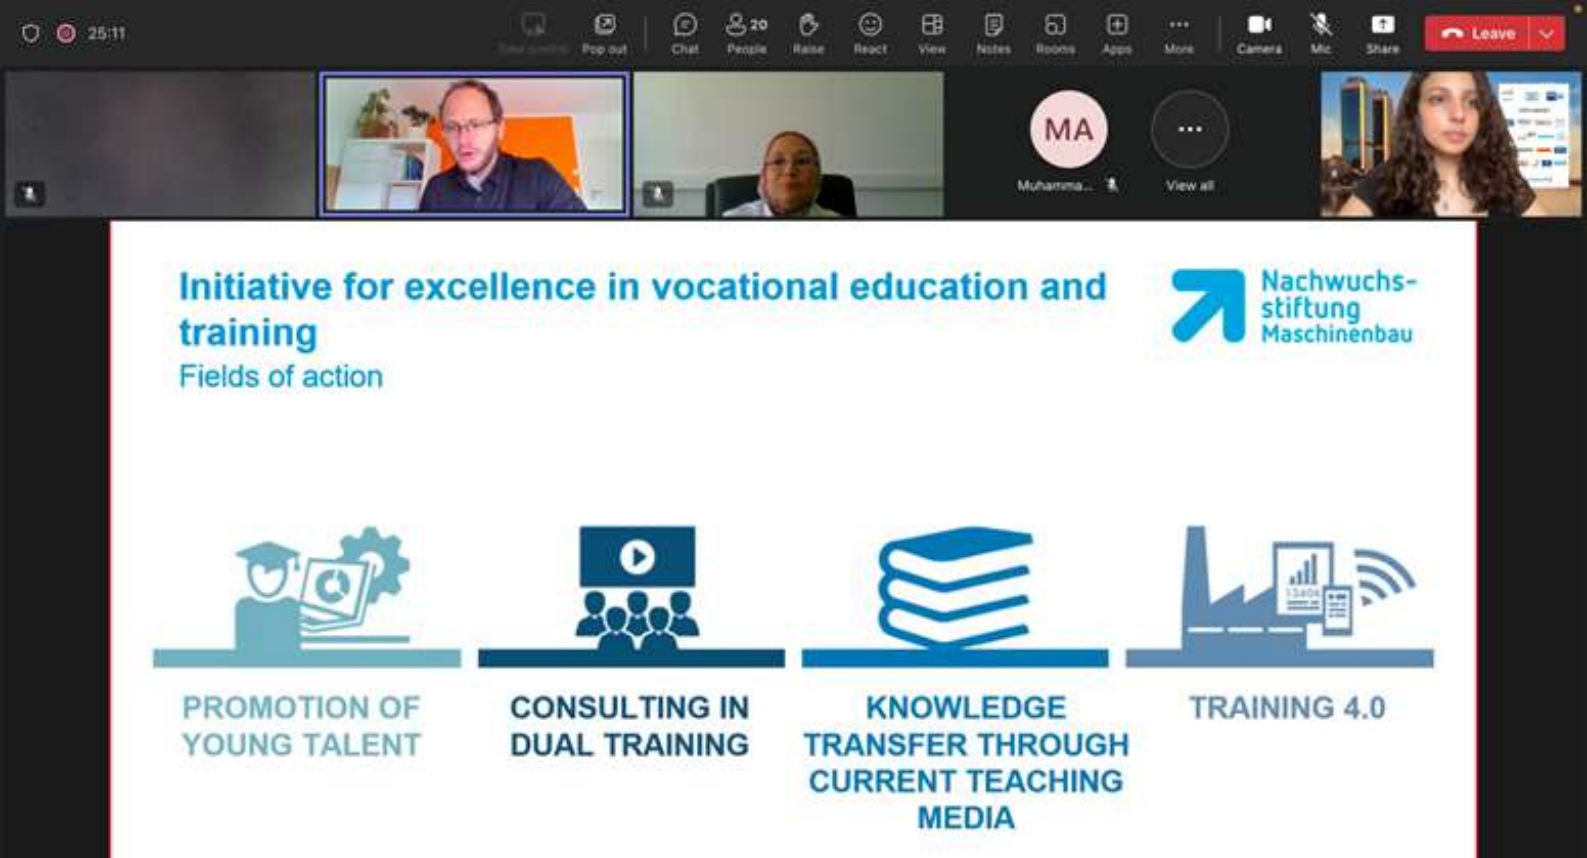 25:11
Pop out
Chat
20
People
Raise
React
View
Notes
Rooms
Apps
More
Camera
Mic
Share
Leave
MA
Muhamma...
View all
Initiative for excellence in vocational education and
training
Fields of action
Nachwuchs-
stiftung
Maschinenbau
PROMOTION OF
YOUNG TALENT
CONSULTING IN
DUAL TRAINING
KNOWLEDGE
TRANSFER THROUGH
CURRENT TEACHING
MEDIA
TRAINING 4.0